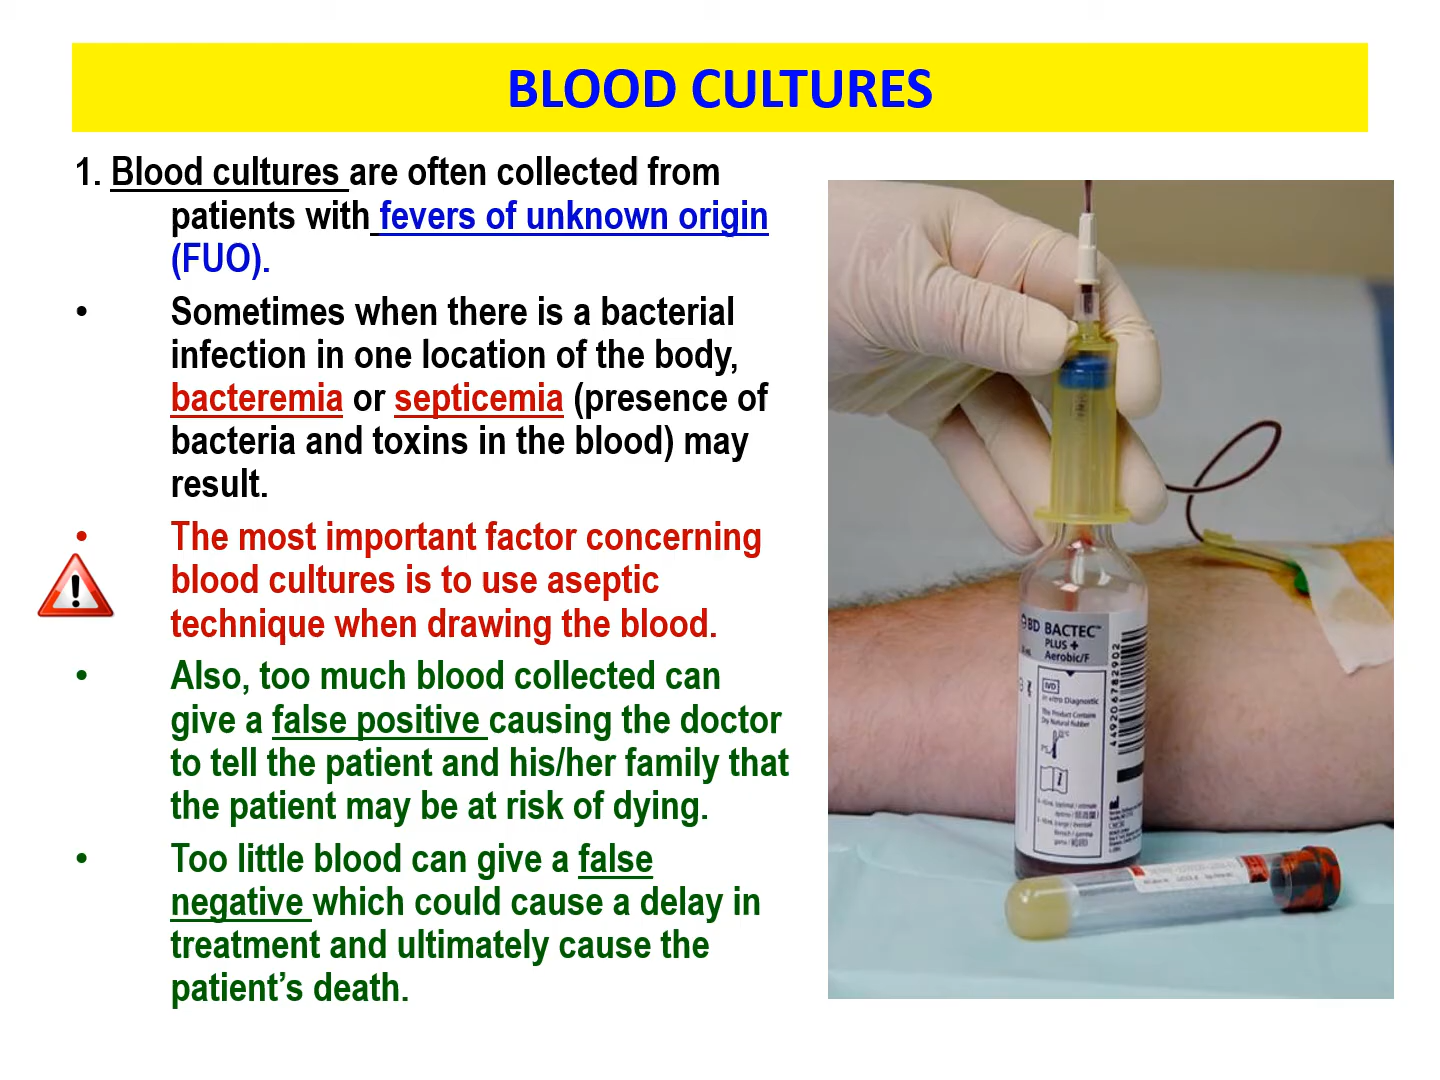 BLOOD CULTURES
1. Blood cultures are often collected from
patients with fevers of unknown origin
(FUO).
• Sometimes when there is a bacterial
infection in one location of the body,
bacteremia or septicemia (presence of
bacteria and toxins in the blood) may
result.
• The most important factor concerning
blood cultures is to use aseptic
technique when drawing the blood.
• Also, too much blood collected can
give a false positive causing the doctor
to tell the patient and his/her family that
the patient may be at risk of dying.
• Too little blood can give a false
negative which could cause a delay in
treatment and ultimately cause the
patient’s death.
BD BACTEC™
PLUS +
Aerobic/F
IVD
In vitro Diagnostic
449206782902